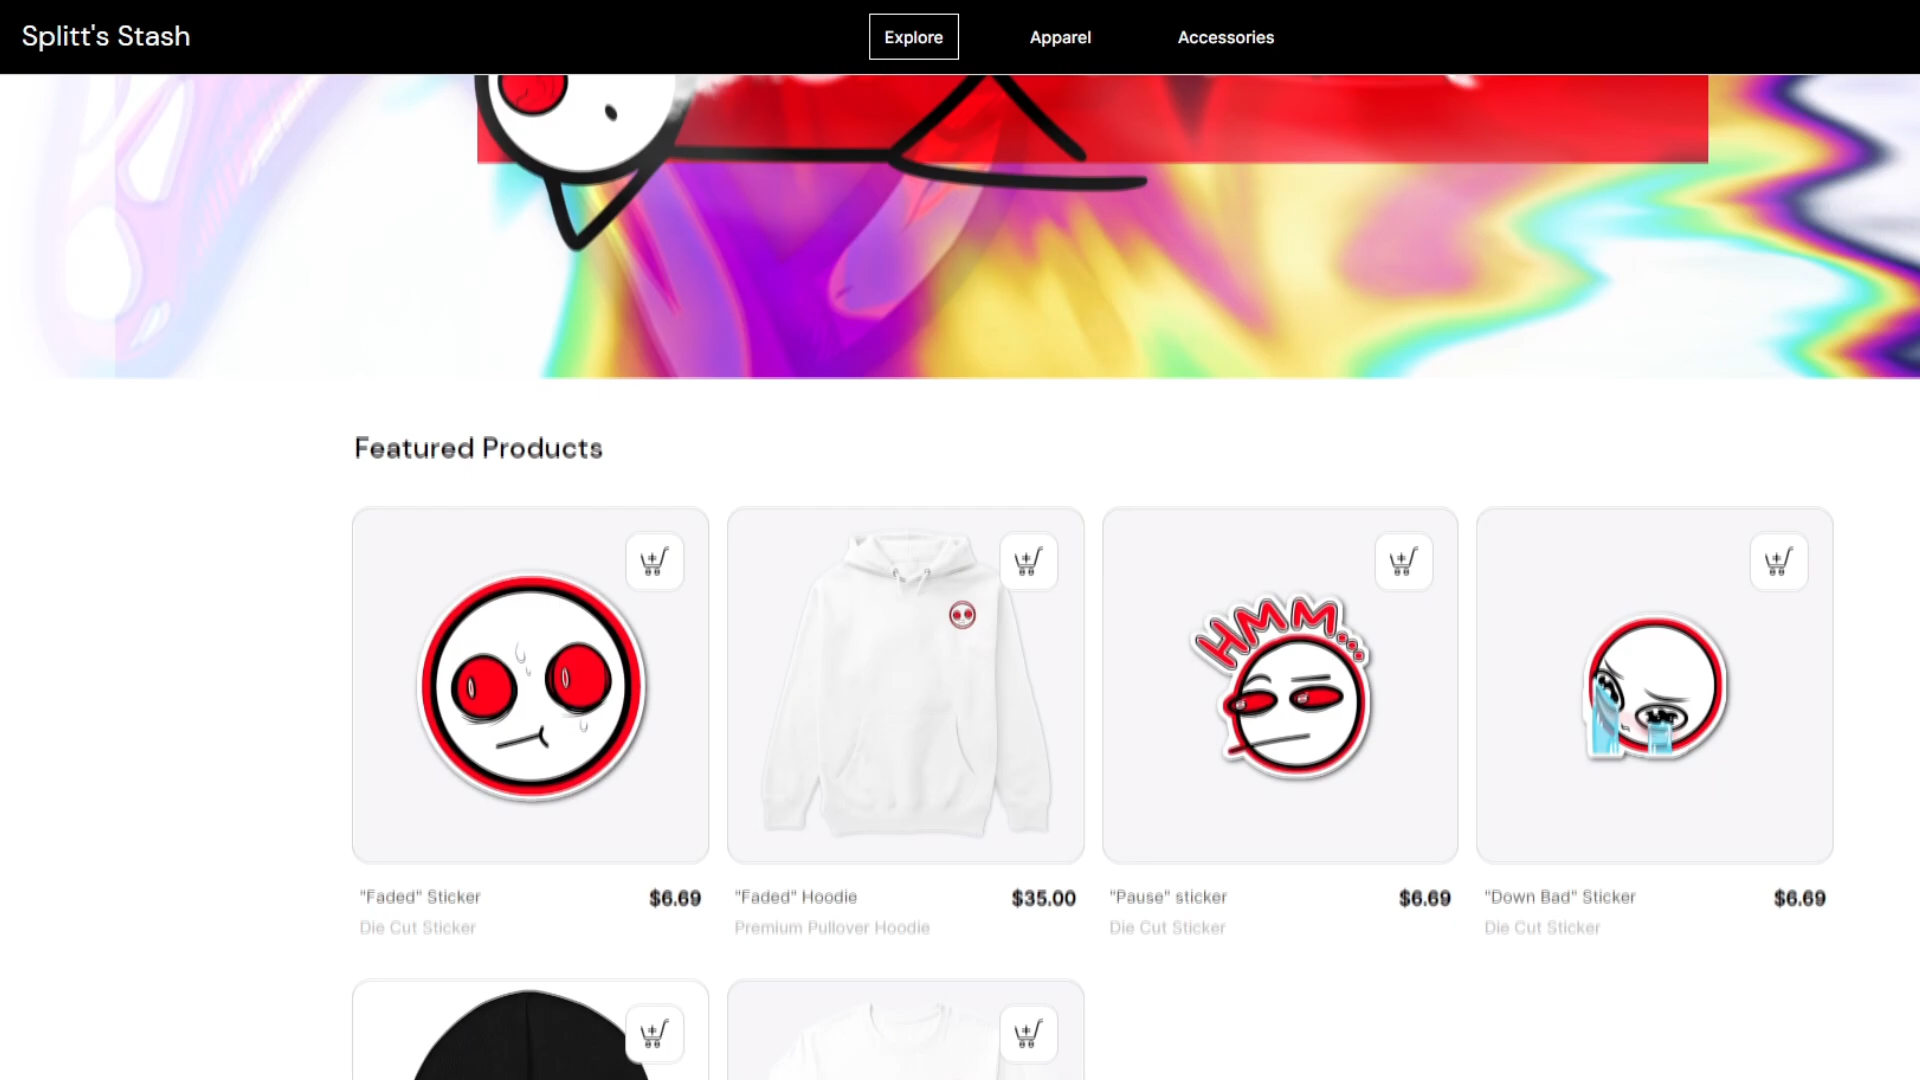 Splitt's Stash
Explore
Apparel
Accessories
Featured Products
HMM...
"Faded" Sticker
$6.69
Die Cut Sticker
"Faded" Hoodie
$35.00
Premium Pullover Hoodie
"Pause" sticker
$6.69
Die Cut Sticker
"Down Bad" Sticker
$6.69
Die Cut Sticker